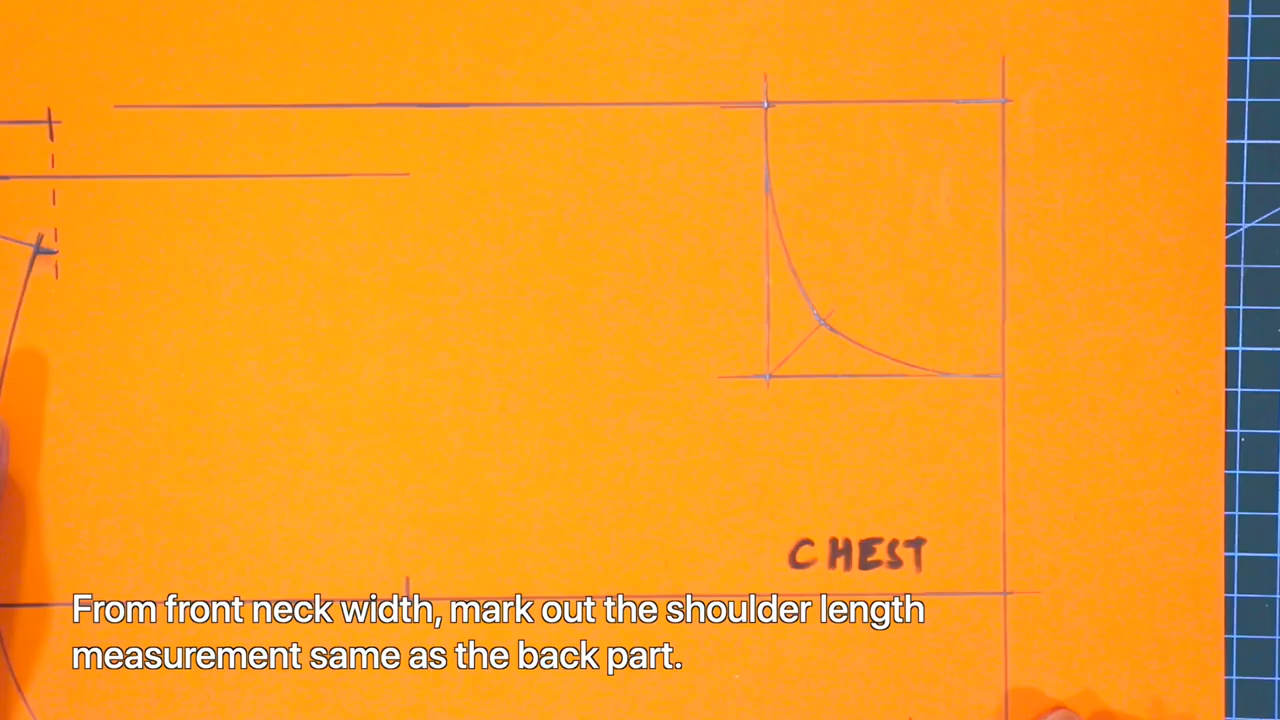 CHEST
From front neck width, mark out the shoulder length
measurement same as the back part.